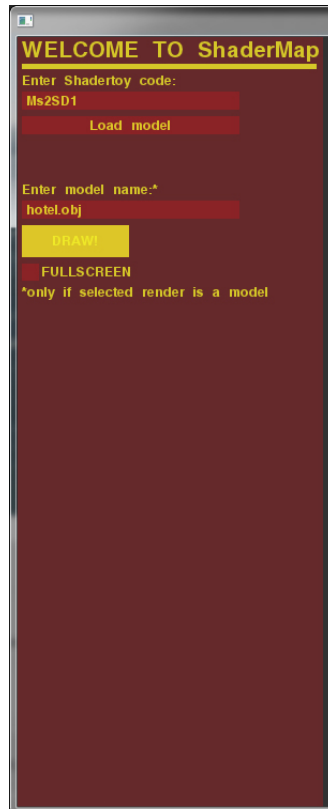 WELCOME TO ShaderMap
Enter Shadertoy code:
Ms2SD1
Load model
Enter model name:*
hotel.obj
DRAW!
FULLSCREEN
*only if selected render is a model